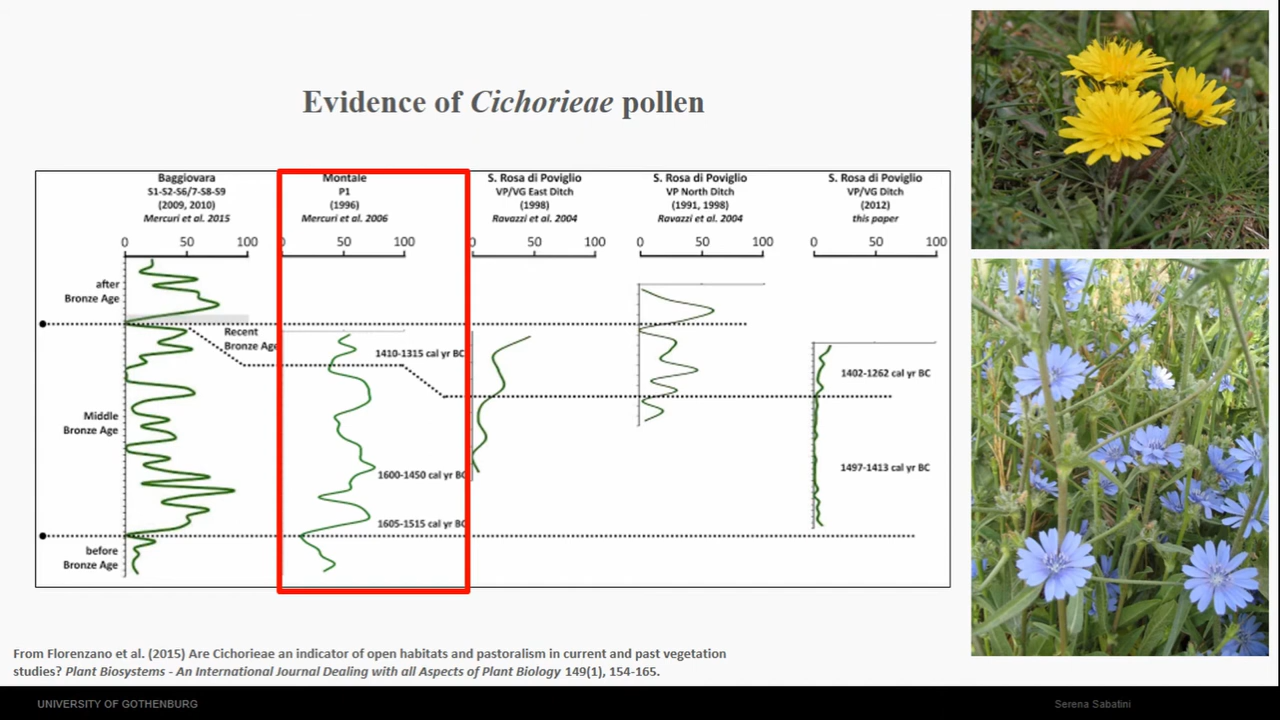 Evidence of Cichorieae pollen
Baggiovara
S1-S2-S6/7-S8-S9
(2009, 2010)
Mercuri et al. 2015
Montale
P1
(1996)
Mercuri et al. 2006
S. Rosa di Poviglio
VP/VG East Ditch
(1998)
Ravazzi et al. 2004
S. Rosa di Poviglio
VP North Ditch
(1991, 1998)
Ravazzi et al. 2004
S. Rosa di Poviglio
VP/VG Ditch
(2012)
this paper
0 50 100
0 50 100
0 50 100
0 50 100
0 50 100
after
Bronze Age
Recent
Bronze Age
Middle
Bronze Age
before
Bronze Age
1410-1315 cal yr BC
1600-1450 cal yr BC
1605-1515 cal yr BC
1402-1262 cal yr BC
1497-1413 cal yr BC
From Florenzano et al. (2015) Are Cichorieae an indicator of open habitats and pastoralism in current and past vegetation
studies? Plant Biosystems - An International Journal Dealing with all Aspects of Plant Biology 149(1), 154-165.
UNIVERSITY OF GOTHENBURG
Serena Sabatini